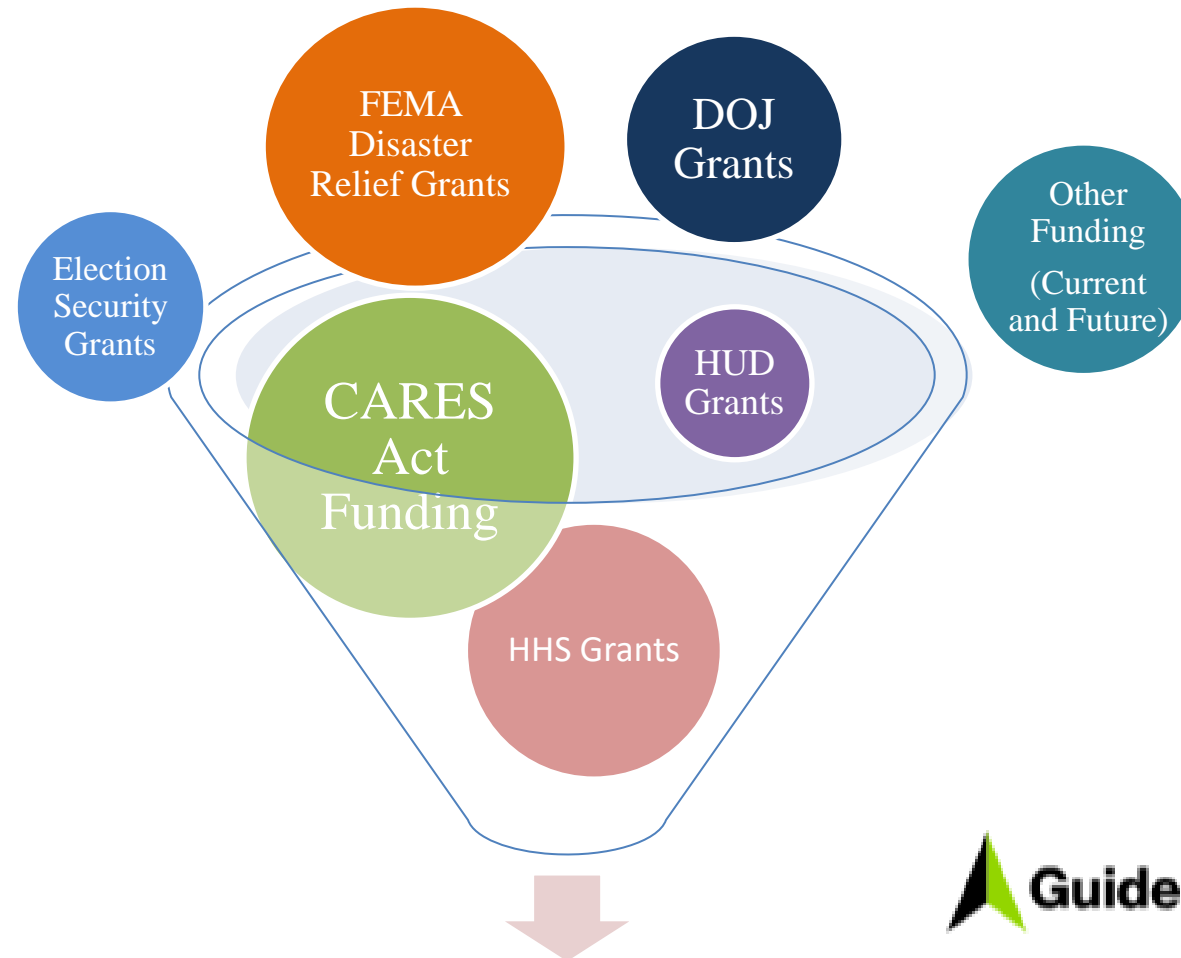 FEMA
Disaster
Relief Grants
DOJ
Grants
Other
Funding
(Current
and Future)
Election
Security
Grants
CARES
Act
Funding
HUD
Grants
HHS Grants
Guide